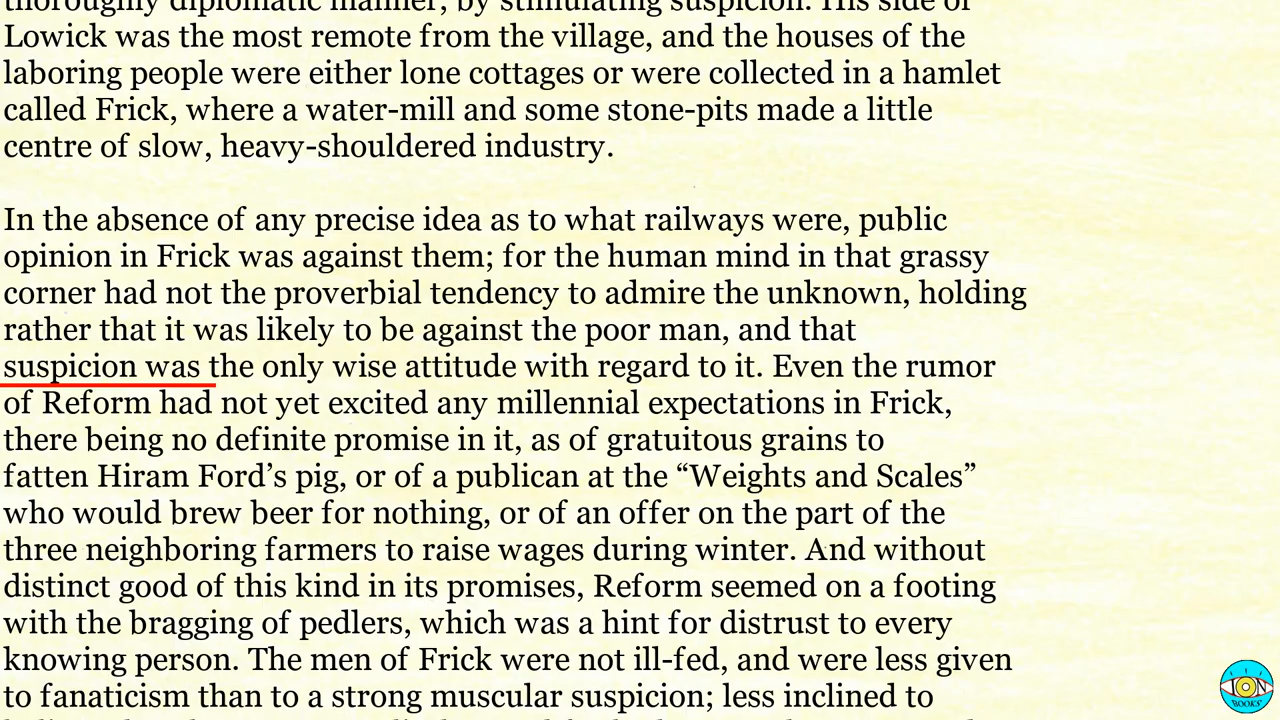 thoroughly diplomatic manner, by stimulating suspicion. His side of
Lowick was the most remote from the village, and the houses of the
laboring people were either lone cottages or were collected in a hamlet
called Frick, where a water-mill and some stone-pits made a little
centre of slow, heavy-shouldered industry.
In the absence of any precise idea as to what railways were, public
opinion in Frick was against them; for the human mind in that grassy
corner had not the proverbial tendency to admire the unknown, holding
rather that it was likely to be against the poor man, and that
suspicion was the only wise attitude with regard to it. Even the rumor
of Reform had not yet excited any millennial expectations in Frick,
there being no definite promise in it, as of gratuitous grains to
fatten Hiram Ford’s pig, or of a publican at the “Weights and Scales”
who would brew beer for nothing, or of an offer on the part of the
three neighboring farmers to raise wages during winter. And without
distinct good of this kind in its promises, Reform seemed on a footing
with the bragging of pedlers, which was a hint for distrust to every
knowing person. The men of Frick were not ill-fed, and were less given
to fanaticism than to a strong muscular suspicion; less inclined to
ION
BOOKS